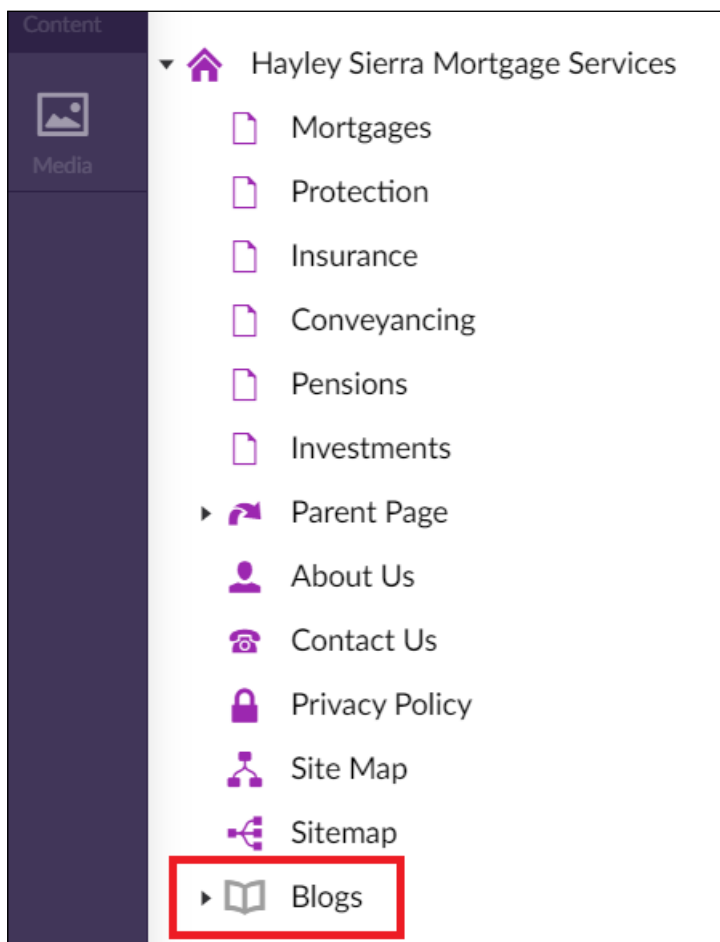 Content
Media
Hayley Sierra Mortgage Services
Mortgages
Protection
Insurance
Conveyancing
Pensions
Investments
Parent Page
About Us
Contact Us
Privacy Policy
Site Map
Sitemap
Blogs